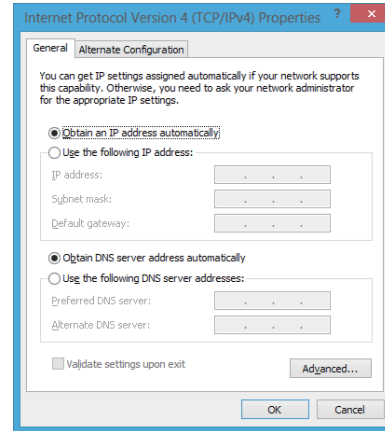 Internet Protocol Version 4 (TCP/IPv4) Properties ? ×
General Alternate Configuration
You can get IP settings assigned automatically if your network supports
this capability. Otherwise, you need to ask your network administrator
for the appropriate IP settings.
Obtain an IP address automatically
Use the following IP address:
IP address:
Subnet mask:
Default gateway:
Obtain DNS server address automatically
Use the following DNS server addresses:
Preferred DNS server:
Alternate DNS server:
Validate settings upon exit
Advanced...
OK Cancel